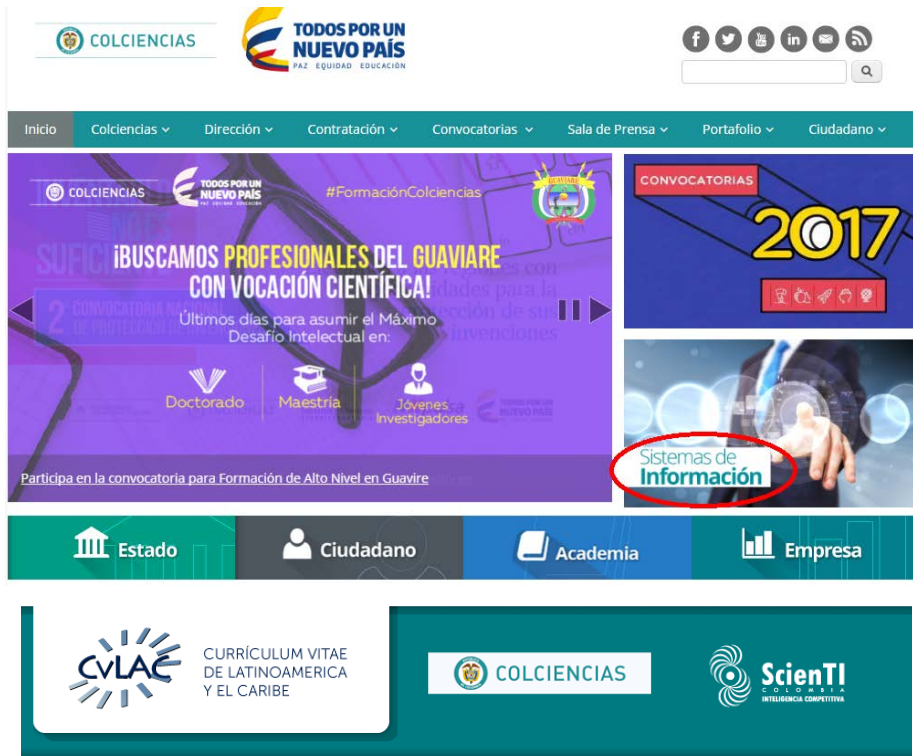 COLCIENCIAS
TODOS POR UN
NUEVO PAÍS
PAZ EQUIDAD EDUCACIÓN
Inicio Colciencias Dirección Contratación Convocatorias Sala de Prensa Portafolio Ciudadano
COLCIENCIAS
TODOS POR UN
NUEVO PAÍS
PAZ EQUIDAD EDUCACIÓN
#FormaciónColciencias
GUAVIARE
¡BUSCAMOS PROFESIONALES DEL GUAVIARE
CON VOCACIÓN CIENTÍFICA!
Últimos días para asumir el Máximo
Desafío Intelectual en:
Doctorado
Maestría
Jóvenes
Investigadores
Participa en la convocatoria para Formación de Alto Nivel en Guavire
CONVOCATORIAS
2017
Sistemas de
Información
Estado
Ciudadano
Academia
Empresa
CvLAC
CURRÍCULUM VITAE
DE LATINOAMERICA
Y EL CARIBE
COLCIENCIAS
ScienTI
COLOMBIA
INTELIGENCIA COMPETITIVA